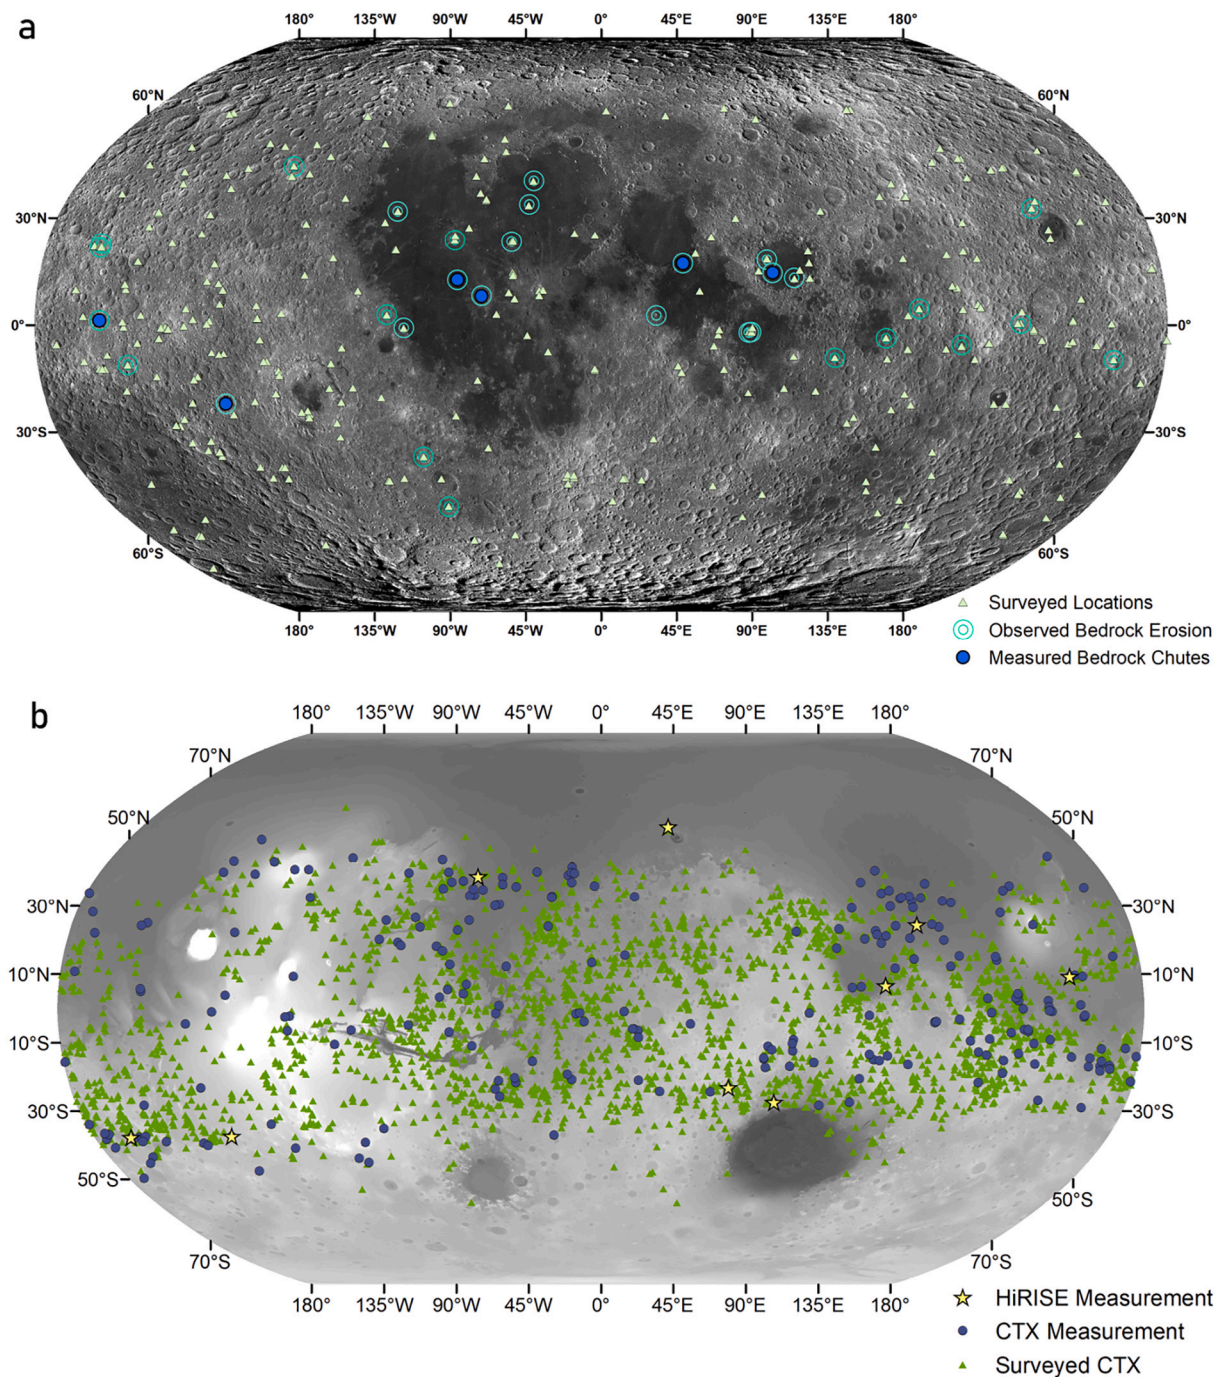 a
180° 135°W 90°W 45°W 0° 45°E 90°E 135°E 180°
60°N 60°N
30°N 30°N
0° 0°
30°S 30°S
60°S 60°S
180° 135°W 90°W 45°W 0° 45°E 90°E 135°E 180°
Surveyed Locations
Observed Bedrock Erosion
Measured Bedrock Chutes
b
180° 135°W 90°W 45°W 0° 45°E 90°E 135°E 180°
70°N 70°N
50°N 50°N
30°N 30°N
10°N 10°N
10°S 10°S
30°S 30°S
50°S 50°S
70°S 70°S
180° 135°W 90°W 45°W 0° 45°E 90°E 135°E 180°
HiRISE Measurement
CTX Measurement
Surveyed CTX